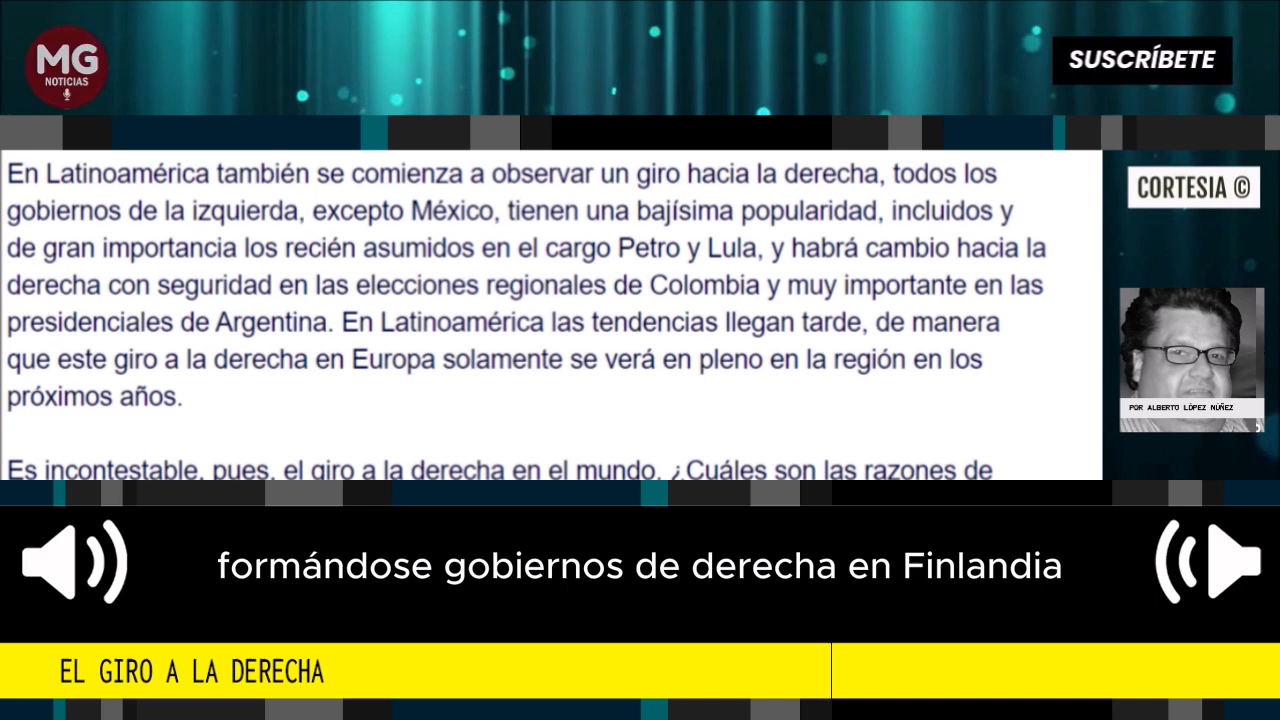 MG
NOTICIAS
SUSCRÍBETE
En Latinoamérica también se comienza a observar un giro hacia la derecha, todos los
gobiernos de la izquierda, excepto México, tienen una bajísima popularidad, incluidos y
de gran importancia los recién asumidos en el cargo Petro y Lula, y habrá cambio hacia la
derecha con seguridad en las elecciones regionales de Colombia y muy importante en las
presidenciales de Argentina. En Latinoamérica las tendencias llegan tarde, de manera
que este giro a la derecha en Europa solamente se verá en pleno en la región en los
próximos años.
Es incontestable, pues, el giro a la derecha en el mundo. ¿Cuáles son las razones de
CORTESIA ©
POR ALBERTO LÓPEZ NÚÑEZ
formándose gobiernos de derecha en Finlandia
EL GIRO A LA DERECHA